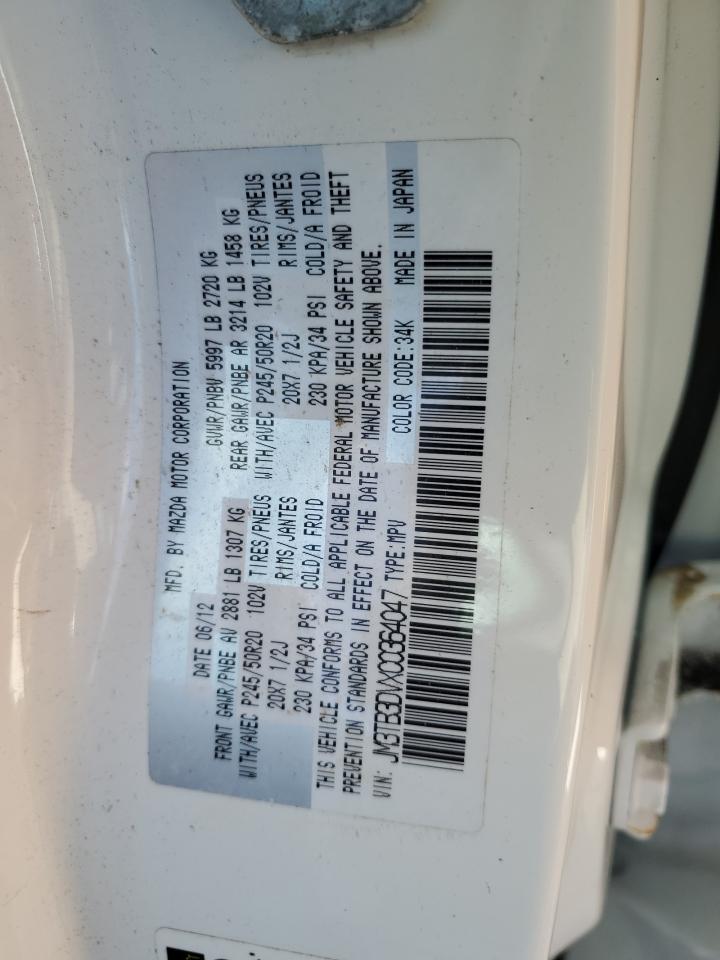 MFD. BY MAZDA MOTOR CORPORATION
DATE 06/12 GVWR/PNBV 5997 LB 2720 KG
FRONT GAWR/PNBE AV 2881 LB 1307 KG REAR GAWR/PNBE AR 3214 LB 1458 KG
WITH/AVEC P245/50R20 102V TIRES/PNEUS WITH/AVEC P245/50R20 102V TIRES/PNEUS
20X7 1/2J RIMS/JANTES 20X7 1/2J RIMS/JANTES
230 KPA/34 PSI COLD/A FROID 230 KPA/34 PSI COLD/A FROID
THIS VEHICLE CONFORMS TO ALL APPLICABLE FEDERAL MOTOR VEHICLE SAFETY AND THEFT
PREVENTION STANDARDS IN EFFECT ON THE DATE OF MANUFACTURE SHOWN ABOVE.
VIN: JM3TB3DVXC0364047 TYPE:MPV COLOR CODE:34K MADE IN JAPAN